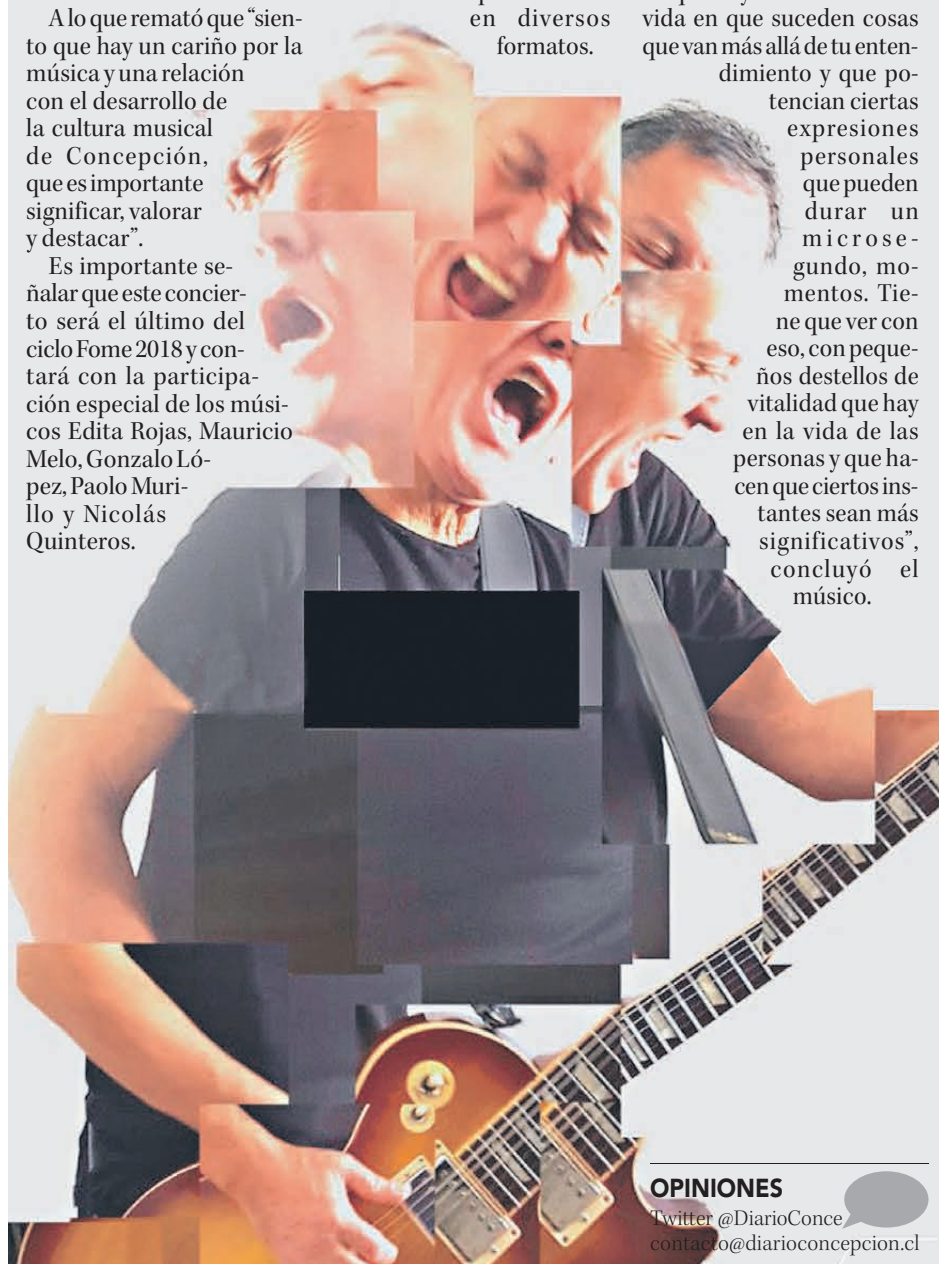 A lo que remató que “sien-
to que hay un cariño por la
música y una relación
con el desarrollo de
la cultura musical
de Concepción,
que es importante
significar, valorar
y destacar”.
Es importante se-
ñalar que este concier-
to será el último del
ciclo Fome 2018 y con-
tará con la participa-
ción especial de los músi-
cos Edita Rojas, Mauricio
Melo, Gonzalo Ló-
pez, Paolo Muri-
llo y Nicolás
Quinteros.
en diversos
formatos.
vida en que suceden cosas
que van más allá de tu enten-
dimiento y que po-
tencian ciertas
expresiones
personales
que pueden
durar un
microse-
gundo, mo-
mentos. Tie-
ne que ver con
eso, con peque-
ños destellos de
vitalidad que hay
en la vida de las
personas y que ha-
cen que ciertos ins-
tantes sean más
significativos”,
concluyó el
músico.
OPINIONES
Twitter @DiarioConce
contacto@diarioconcepcion.cl